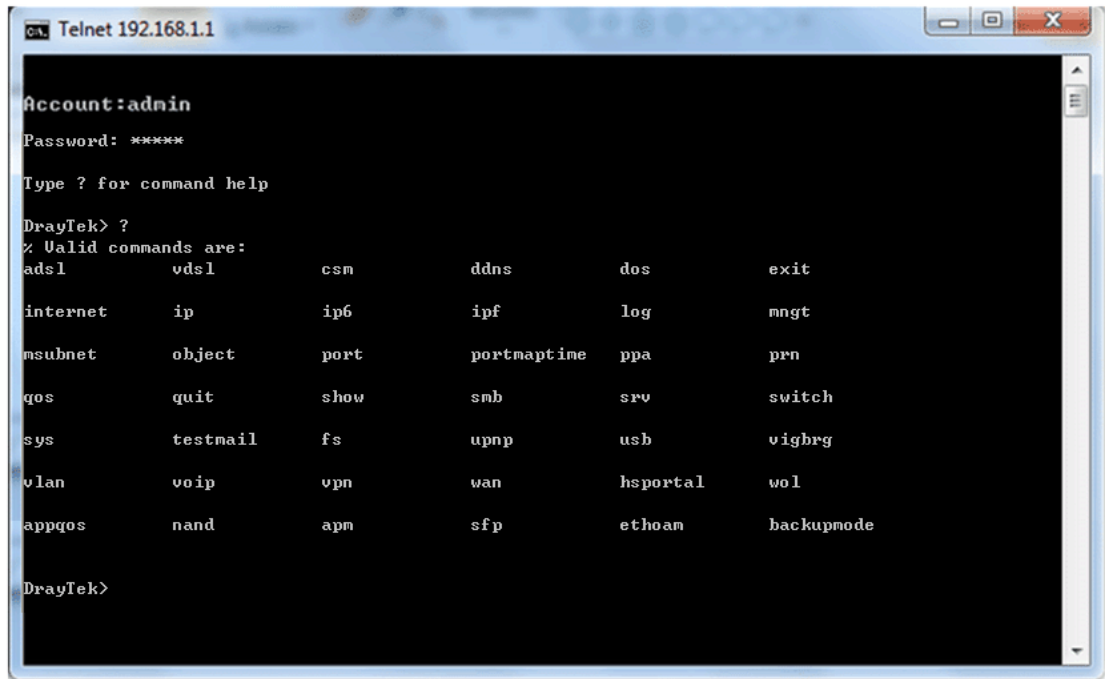 Telnet 192.168.1.1
Account:admin
Password: *****
Type ? for command help
DrayTek> ?
% Valid commands are:
adsl vdsl csm ddns dos exit
internet ip ip6 ipf log mngt
msubnet object port portmaptime ppa prn
qos quit show smb srv switch
sys testmail fs upnp usb vigbrg
vlan voip vpn wan hsportal wol
appqos nand apm sfp ethoam backupmode
DrayTek>